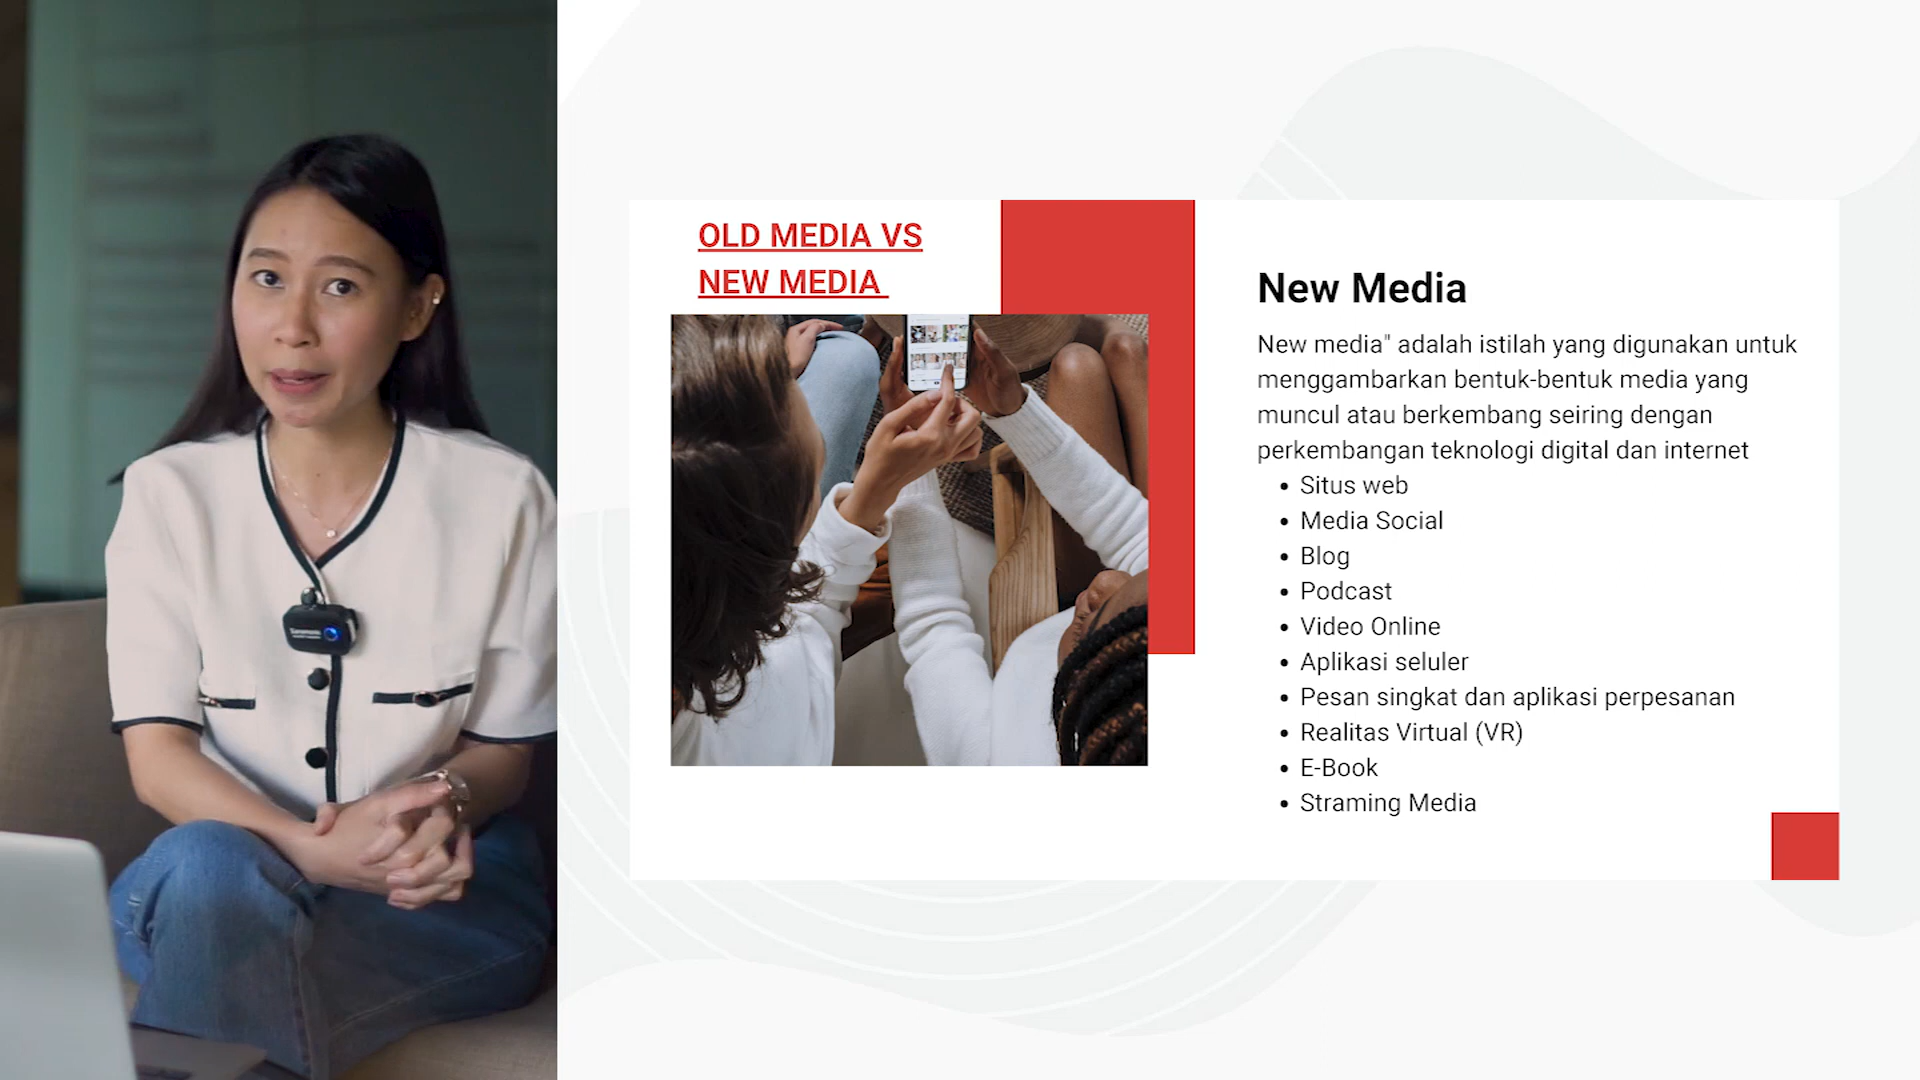 OLD MEDIA VS
NEW MEDIA
New Media
New media" adalah istilah yang digunakan untuk
menggambarkan bentuk-bentuk media yang
muncul atau berkembang seiring dengan
perkembangan teknologi digital dan internet
• Situs web
• Media Social
• Blog
• Podcast
• Video Online
• Aplikasi seluler
• Pesan singkat dan aplikasi perpesanan
• Realitas Virtual (VR)
• E-Book
• Straming Media